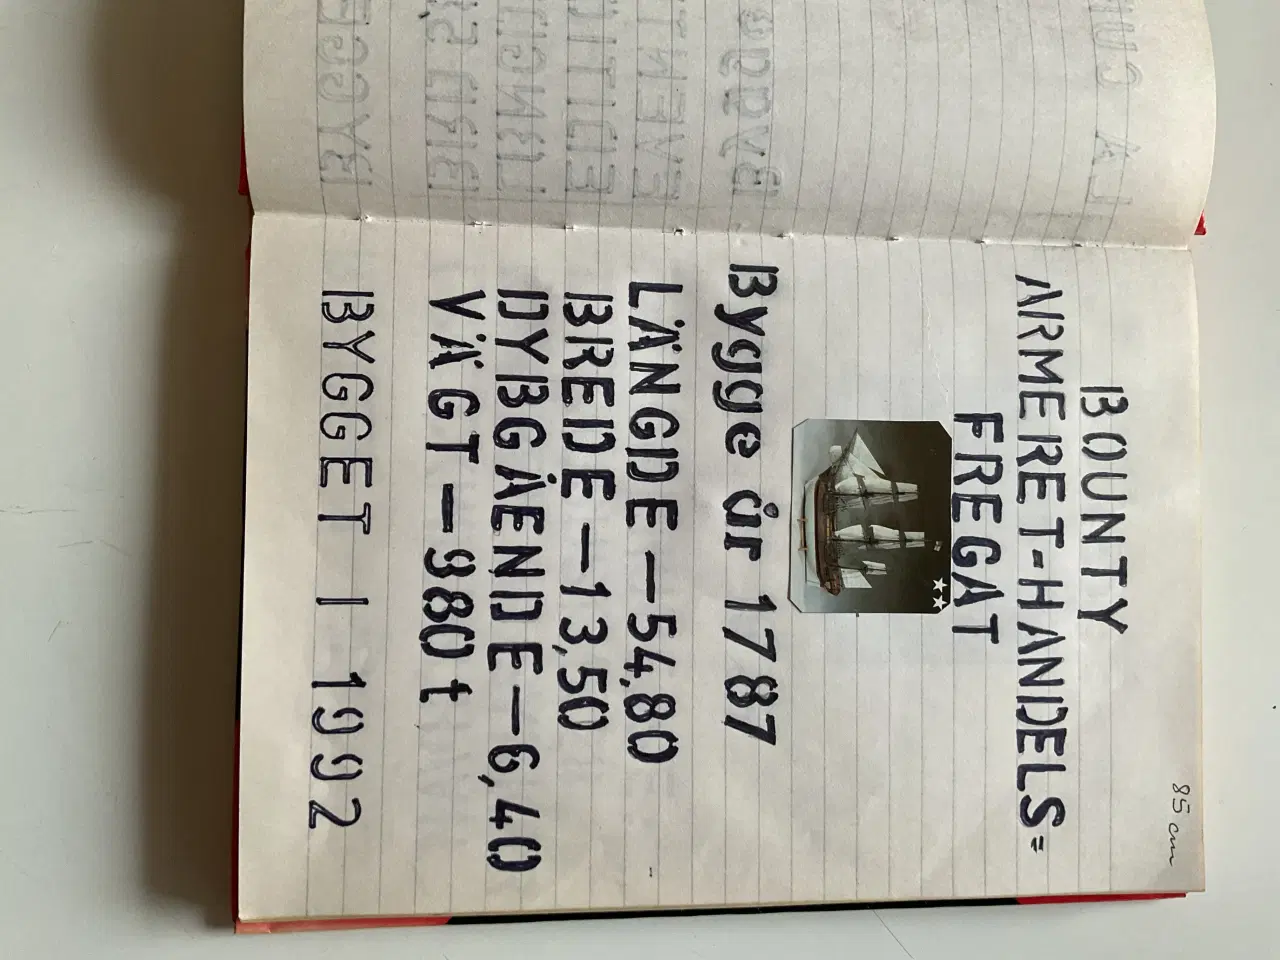 85 cm
BOUNTY
ARMERET-HANDELS=
FREGAT
Bygge år 1787
LÄNGDE - 54,80
BREDE - 13,50
DYBGÅENDE - 6,40
VÄGT - 980 t
BYGGET I 1992